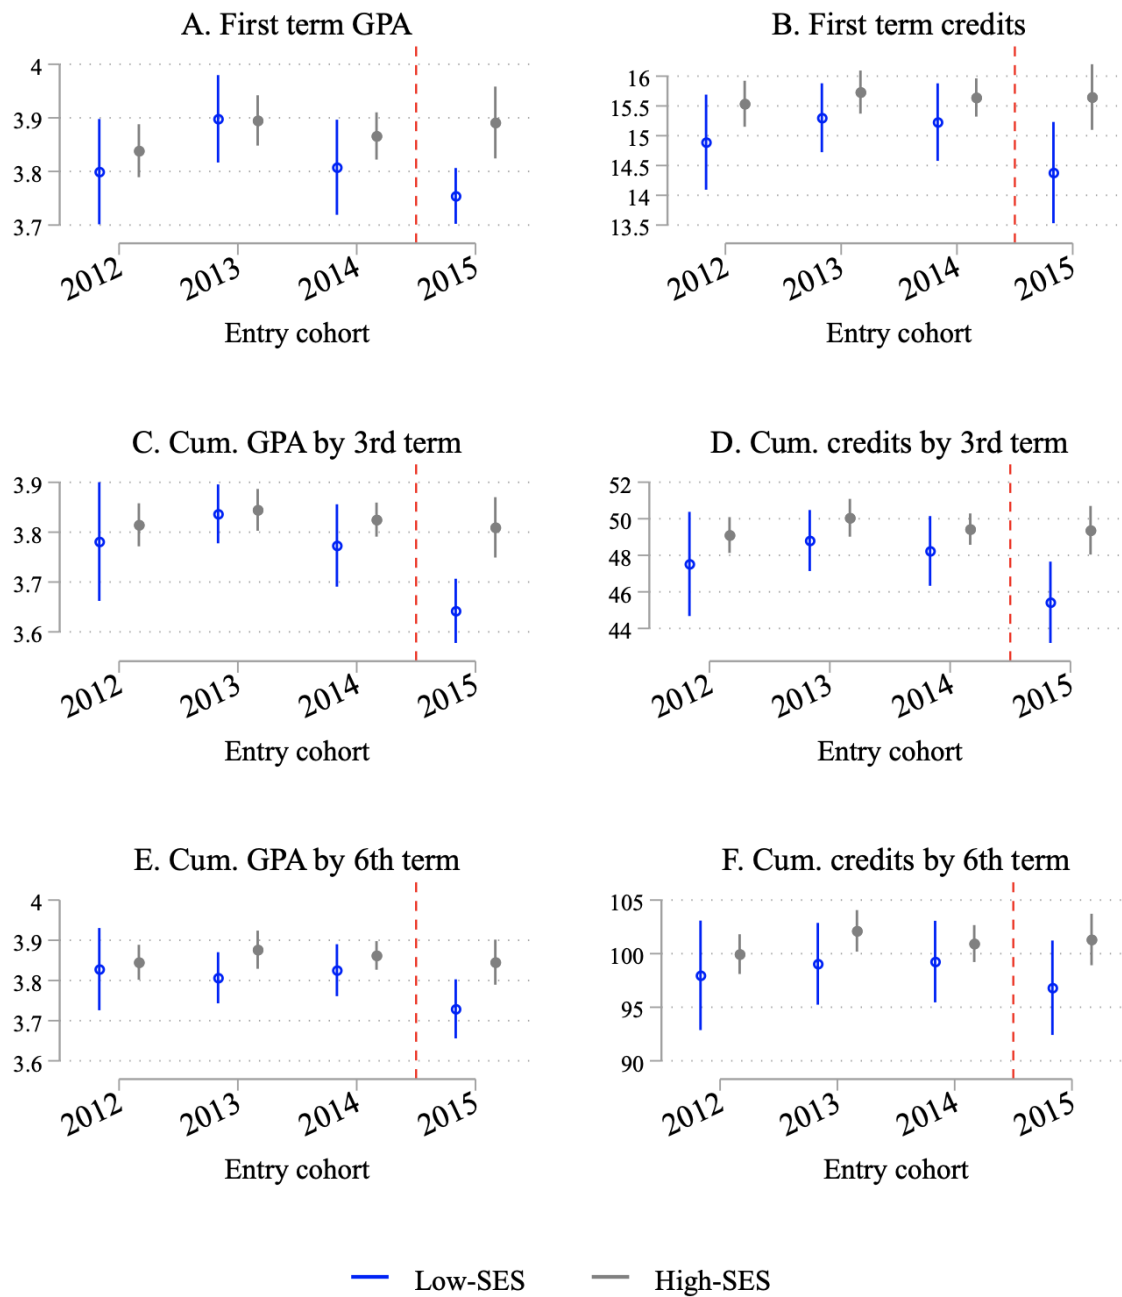 A. First term GPA
4
3.9
3.8
3.7
2012 2013 2014 2015
Entry cohort
B. First term credits
16
15.5
15
14.5
14
13.5
2012 2013 2014 2015
Entry cohort
C. Cum. GPA by 3rd term
3.9
3.8
3.7
3.6
2012 2013 2014 2015
Entry cohort
D. Cum. credits by 3rd term
52
50
48
46
44
2012 2013 2014 2015
Entry cohort
E. Cum. GPA by 6th term
4
3.9
3.8
3.7
3.6
2012 2013 2014 2015
Entry cohort
F. Cum. credits by 6th term
105
100
95
90
2012 2013 2014 2015
Entry cohort
Low-SES High-SES